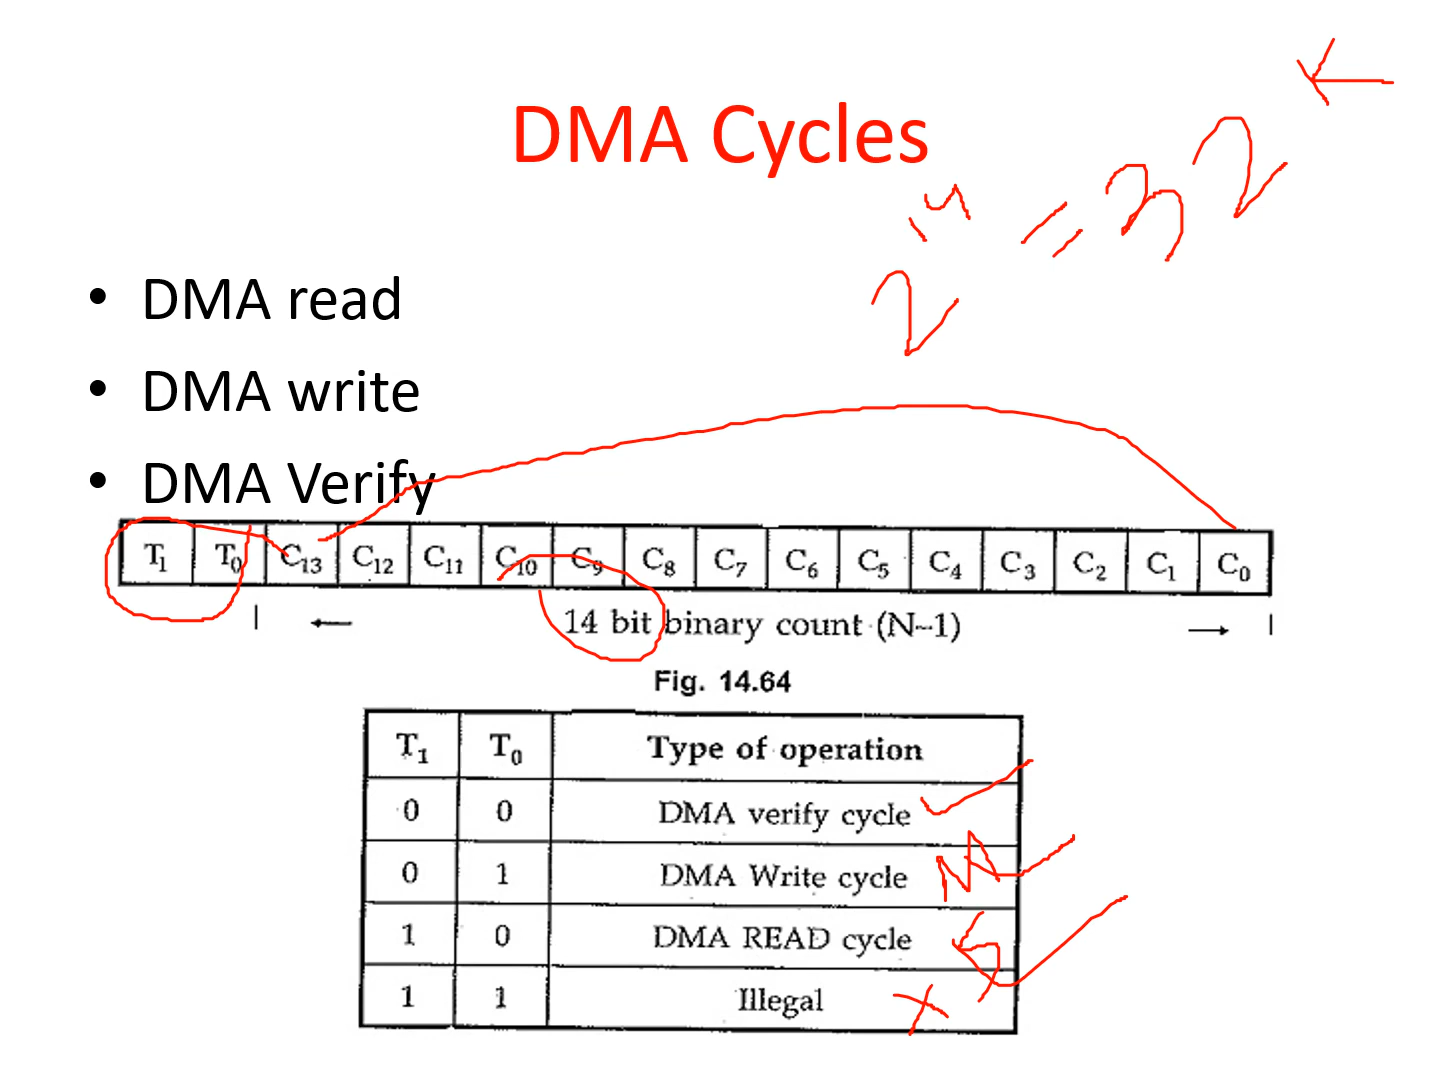 DMA Cycles
2¹⁴ = 32 K
• DMA read
• DMA write
• DMA Verify
T₁ T₀ C₁₃ C₁₂ C₁₁ C₁₀ C₉ C₈ C₇ C₆ C₅ C₄ C₃ C₂ C₁ C₀
14 bit binary count (N–1)
Fig. 14.64
T₁ T₀ Type of operation
0 0 DMA verify cycle
0 1 DMA Write cycle
1 0 DMA READ cycle
1 1 Illegal